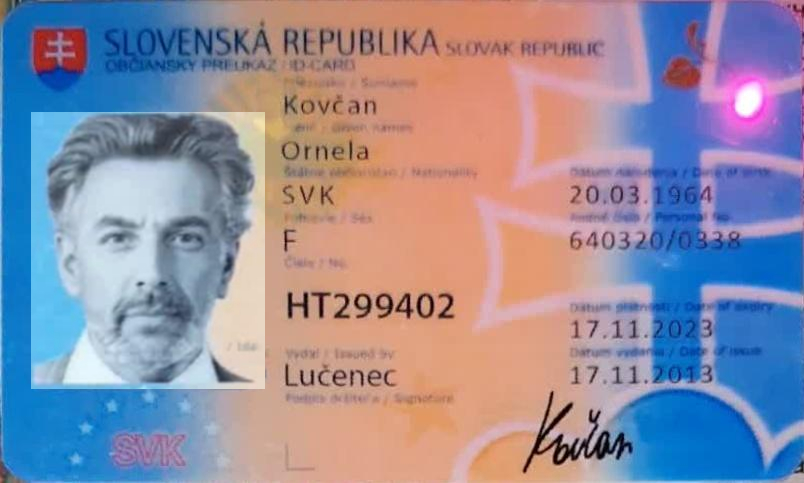 SLOVENSKÁ REPUBLIKA SLOVAK REPUBLIC
OBČIANSKY PREUKAZ / ID-CARD
Priezvisko / Surname
Kovčan
Meno / Given names
Ornela
Štátne občianstvo / Nationality
Dátum narodenia / Date of birth
SVK
20.03.1964
Pohlavie / Sex
Rodné číslo / Personal No.
F
640320/0338
Číslo / No.
HT299402
Dátum platnosti / Date of expiry
17.11.2023
Vydal / Issued by
Dátum vydania / Date of issue
Lučenec
17.11.2013
Podpis držiteľa / Signature
Kovčan
SVK